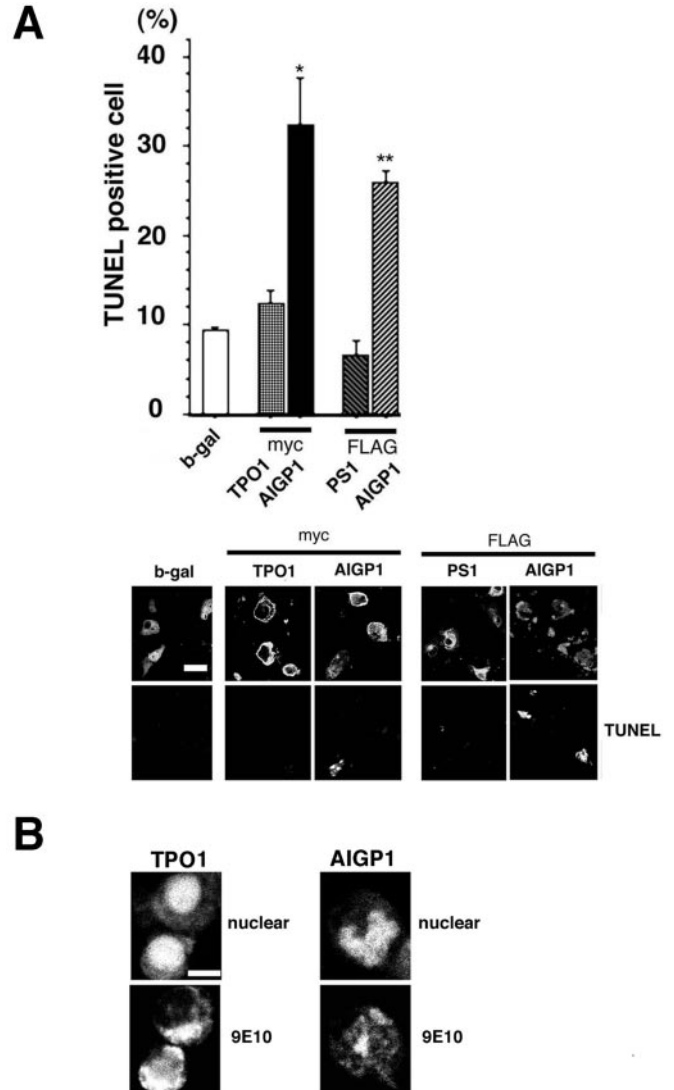 A
(%)
TUNEL positive cell
40
30
20
10
0
*
**
b-gal
TPO1
AIGP1
myc
PS1
AIGP1
FLAG
myc
FLAG
b-gal
TPO1
AIGP1
PS1
AIGP1
TUNEL
B
TPO1
AIGP1
nuclear
nuclear
9E10
9E10